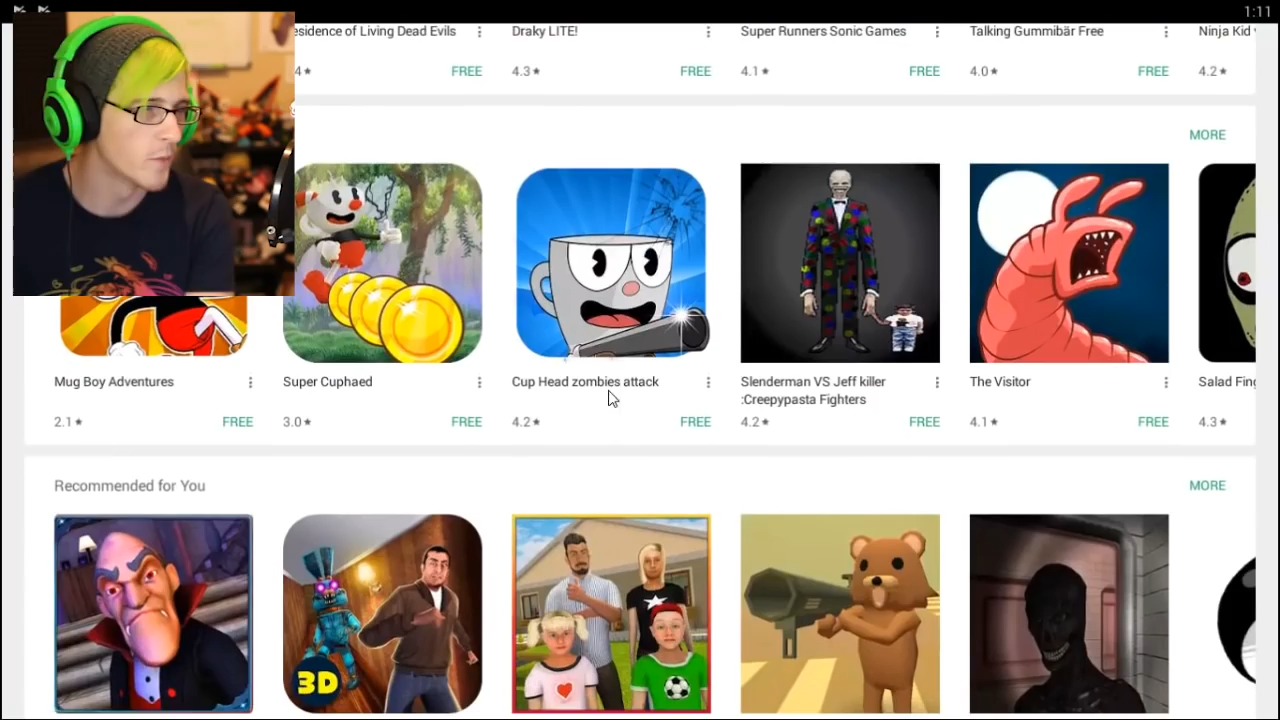 1:11
esidence of Living Dead Evils
Draky LITE!
Super Runners Sonic Games
Talking Gummibär Free
Ninja Kid
4★ FREE
4.3★ FREE
4.1★ FREE
4.0★ FREE
4.2★
MORE
Mug Boy Adventures
Super Cuphaed
Cup Head zombies attack
Slenderman VS Jeff killer
:Creepypasta Fighters
The Visitor
Salad Fing
2.1★ FREE
3.0★ FREE
4.2★ FREE
4.2★ FREE
4.1★ FREE
4.3★
Recommended for You
MORE
3D